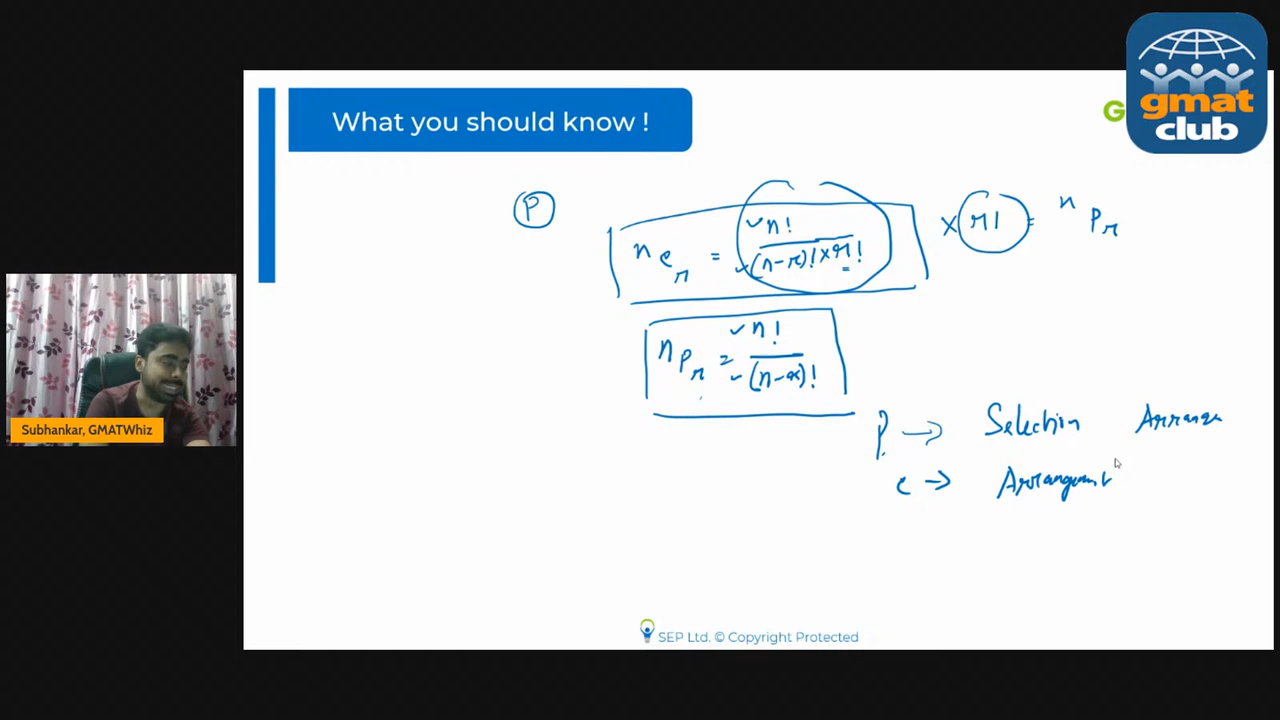 gmat club
G
What you should know !
P
nCr = n! / (n-r)! × r! × r! = nPr
nPr = n! / (n-r)!
P → Selection Arrange
C → Arrangement
Subhankar, GMATWhiz
SEP Ltd. © Copyright Protected